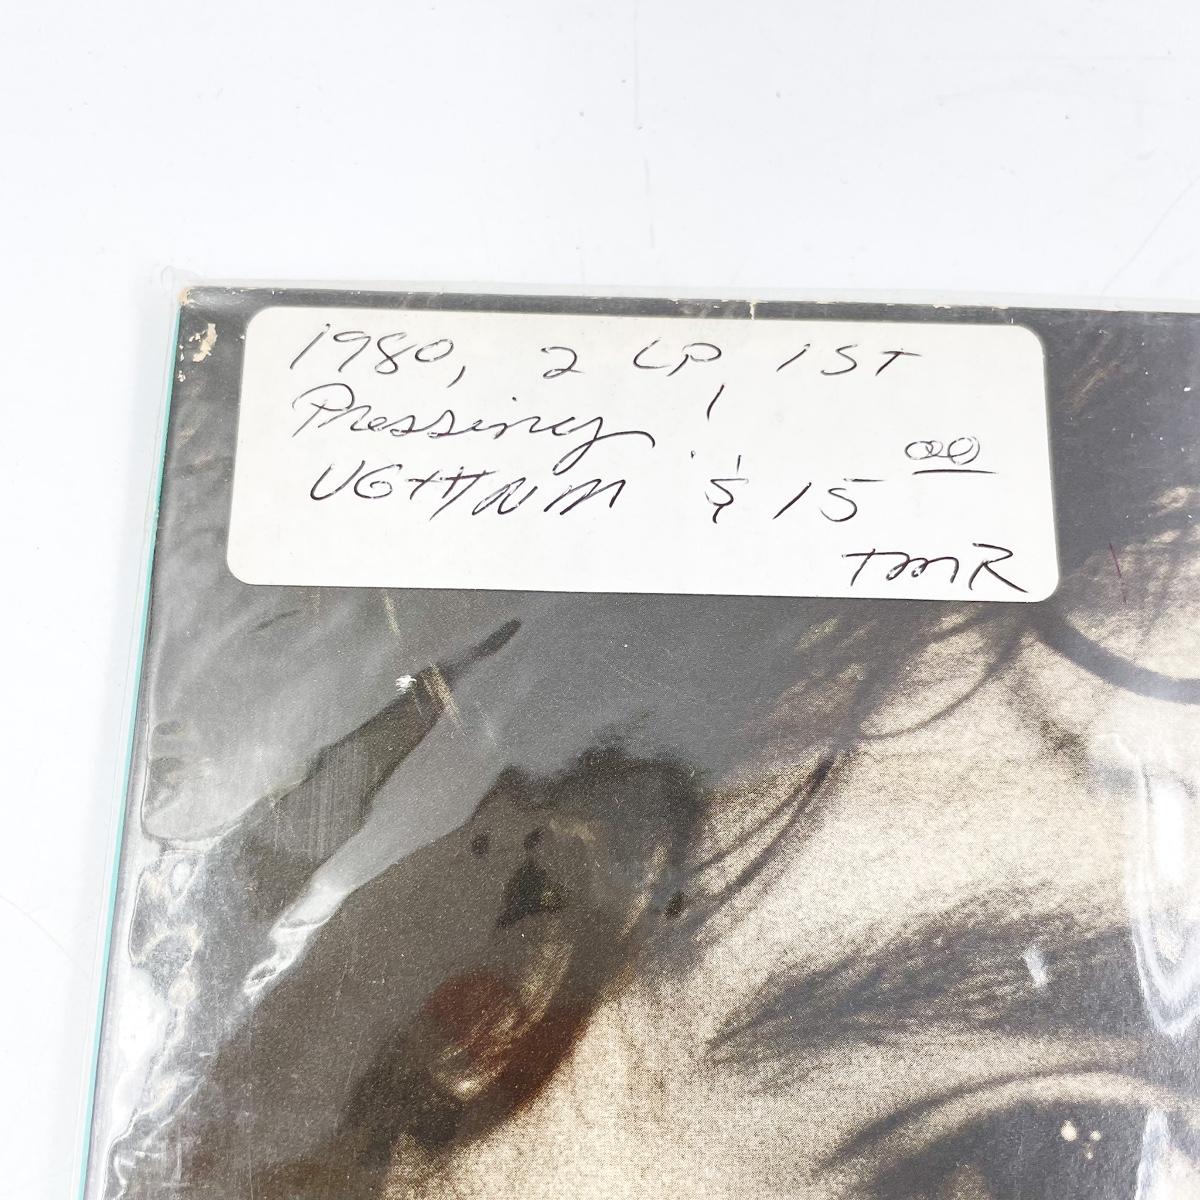 1980, 2 LP 1ST
Pressing!
VG++/NM $15.00
TMR